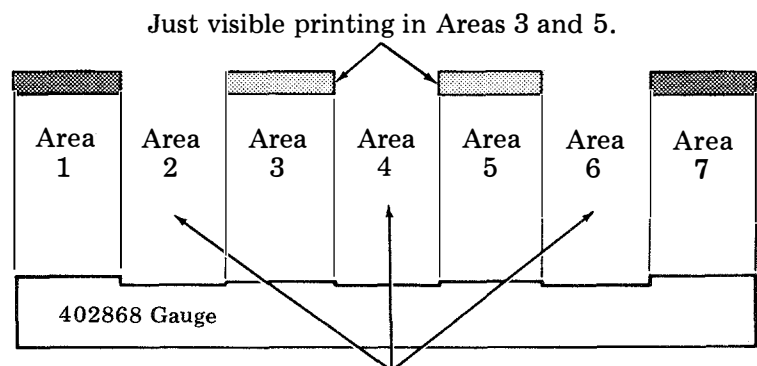 Just visible printing in Areas 3 and 5.
Area 1
Area 2
Area 3
Area 4
Area 5
Area 6
Area 7
402868 Gauge